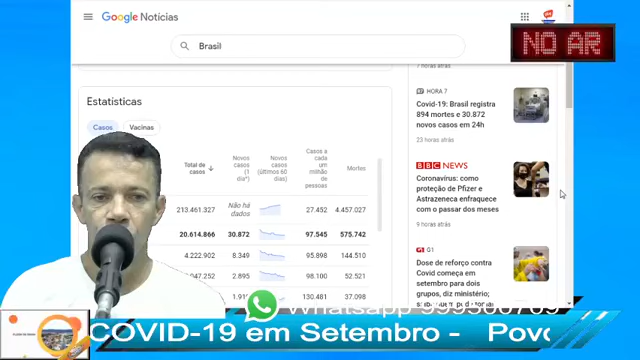 Google Notícias
Brasil
NO AR
7 horas atrás
Estatísticas
Casos
Vacinas
Total de casos
Novos casos (1 dia*)
Novos casos (últimos 60 dias)
Casos a cada um milhão de pessoas
Mortes
213.461.327
Não há dados
27.452
4.457.027
20.614.866
30.872
97.545
575.742
4.222.902
8.349
95.898
144.510
2.895
98.100
52.521
130.481
37.098
HORA 7
Covid-19: Brasil registra
894 mortes e 30.872
novos casos em 24h
23 horas atrás
BBC NEWS
Coronavírus: como
proteção de Pfizer e
Astrazeneca enfraquece
com o passar dos meses
9 horas atrás
G1
Dose de reforço contra
Covid começa em
setembro para dois
grupos, diz ministério;
Whatsapp
COVID-19 em Setembro - Povo